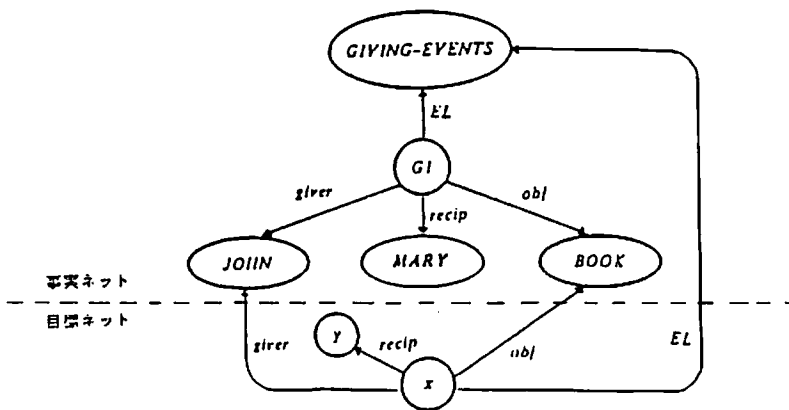 GIVING-EVENTS
EL
G1
giver
obj
recip
JOHN
MARY
BOOK
事実ネット
目標ネット
y
giver
recip
obj
EL
x